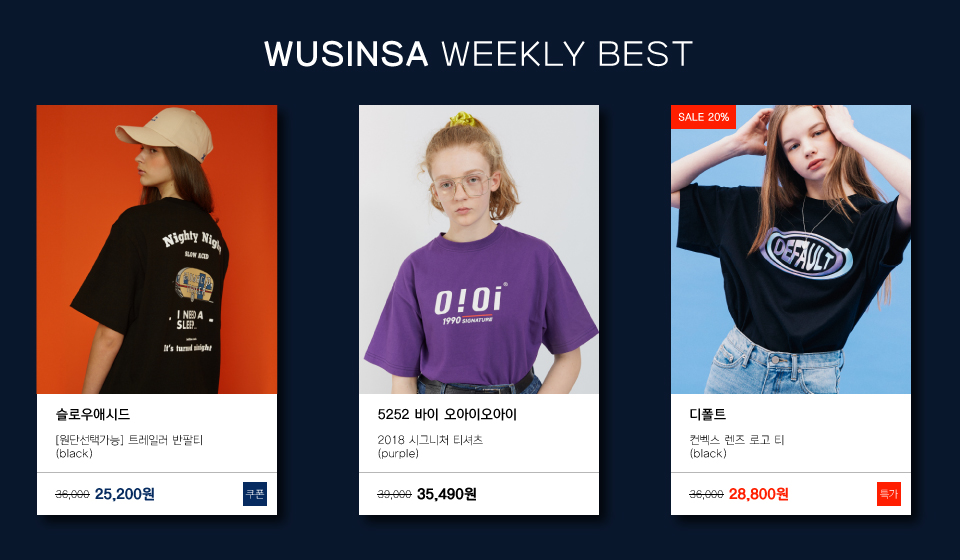 WUSINSA WEEKLY BEST
Nighty Night
SLOW ACID
I NEED A
SLEEP..
It's turned midnight
슬로우애시드
[원단선택가능] 트레일러 반팔티
(black)
36,000 25,200원
쿠폰
O!Oi®
1990 SIGNATURE
5252 바이 오아이오아이
2018 시그니처 티셔츠
(purple)
39,000 35,490원
SALE 20%
DEFAULT
디폴트
컨벡스 렌즈 로고 티
(black)
36,000 28,800원
특가